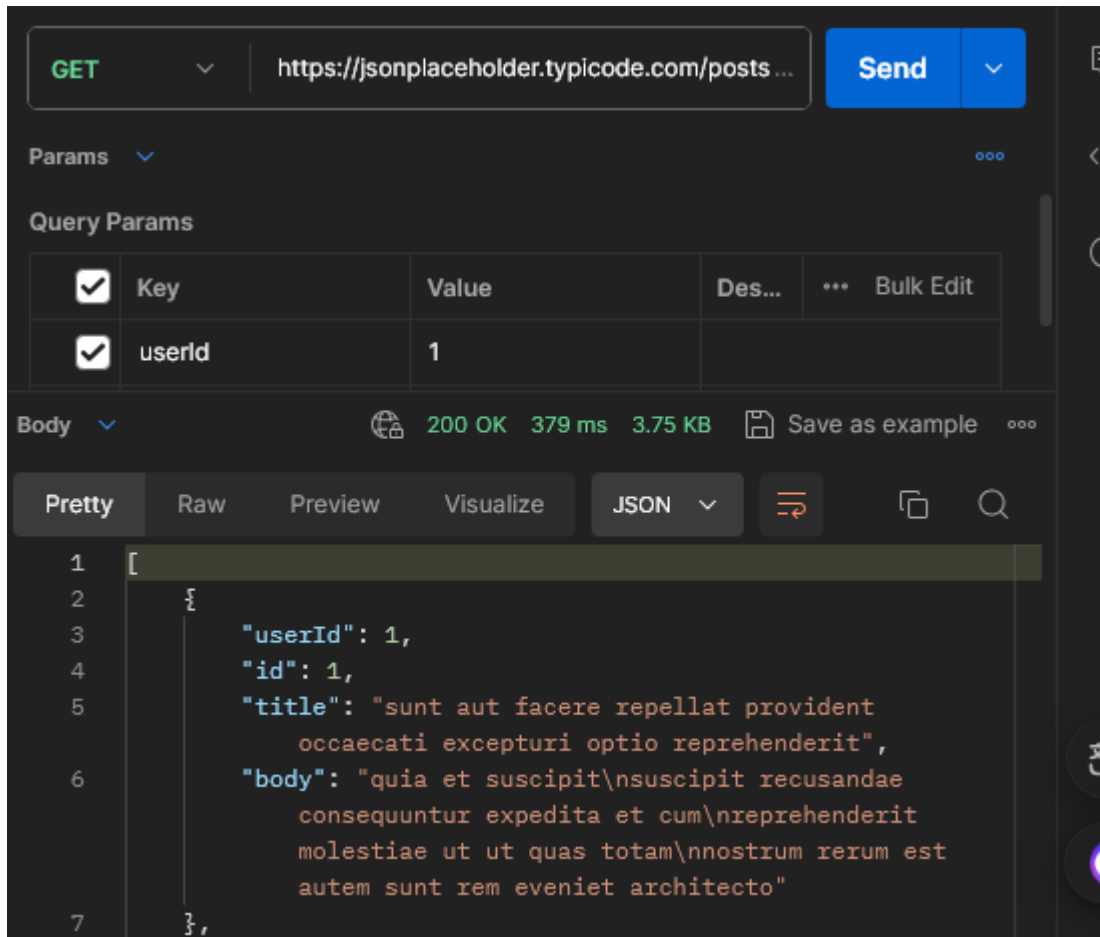 GET https://jsonplaceholder.typicode.com/posts ... Send
Params
Query Params
Key Value Des... Bulk Edit
userId 1
Body 200 OK 379 ms 3.75 KB Save as example
Pretty Raw Preview Visualize JSON
1 [
2 {
3 "userId": 1,
4 "id": 1,
5 "title": "sunt aut facere repellat provident
occaecati excepturi optio reprehenderit",
6 "body": "quia et suscipit\nsuscipit recusandae
consequuntur expedita et cum\nreprehenderit
molestiae ut ut quas totam\nnostrum rerum est
autem sunt rem eveniet architecto"
7 },